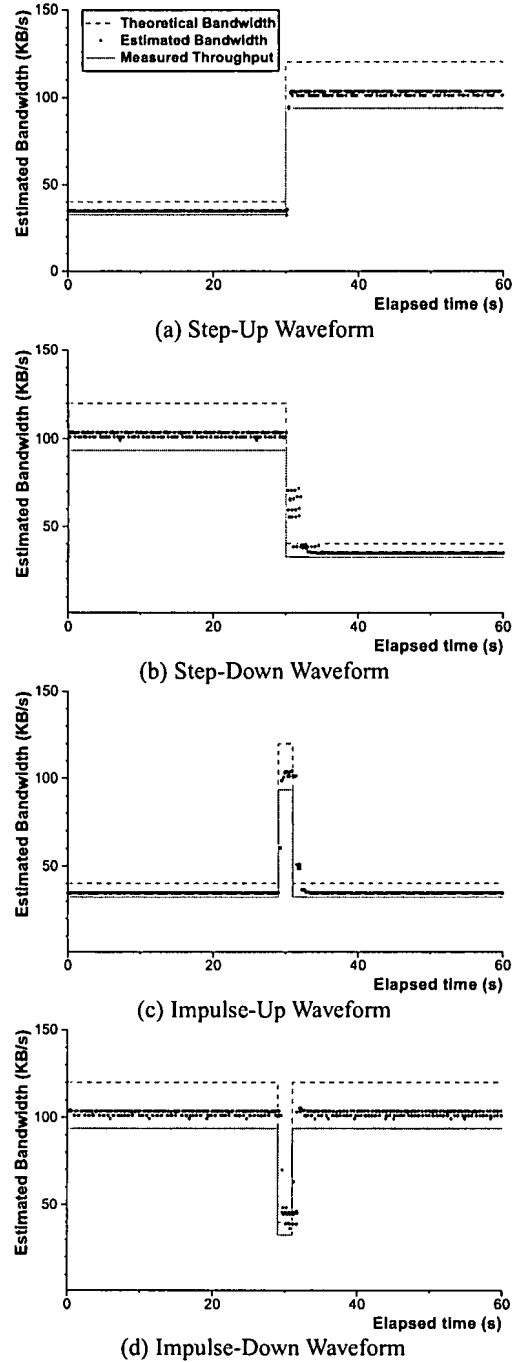 Estimated Bandwidth (KB/s)
150
100
50
0
Theoretical Bandwidth
Estimated Bandwidth
Measured Throughput
0
20
40
60
Elapsed time (s)
(a) Step-Up Waveform
Estimated Bandwidth (KB/s)
150
100
50
0
20
40
60
Elapsed time (s)
(b) Step-Down Waveform
Estimated Bandwidth (KB/s)
150
100
50
0
20
40
60
Elapsed time (s)
(c) Impulse-Up Waveform
Estimated Bandwidth (KB/s)
150
100
50
0
20
40
60
Elapsed time (s)
(d) Impulse-Down Waveform